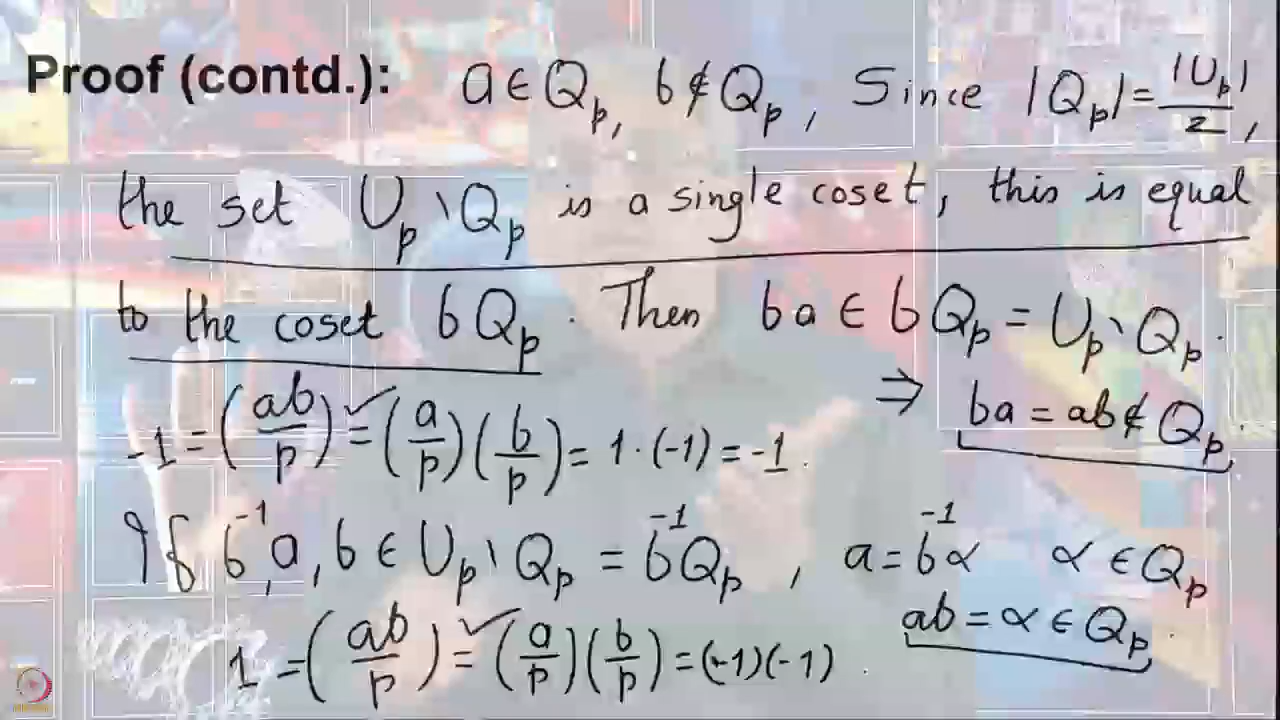 Proof (contd.): a ∈ Q_p, b ∉ Q_p, Since |Q_p| = |U_p|/2,
the set U_p \ Q_p is a single coset, this is equal
to the coset bQ_p. Then ba ∈ bQ_p = U_p \ Q_p.
⇒ ba = ab ∉ Q_p.
-1 = (ab/p) =✓ (a/p)(b/p) = 1·(-1) = -1.
If b^{-1}, a, b ∈ U_p \ Q_p = b^{-1}Q_p, a = b^{-1}α α ∈ Q_p
ab = α ∈ Q_p.
1 = (ab/p) =✓ (a/p)(b/p) = (-1)(-1).